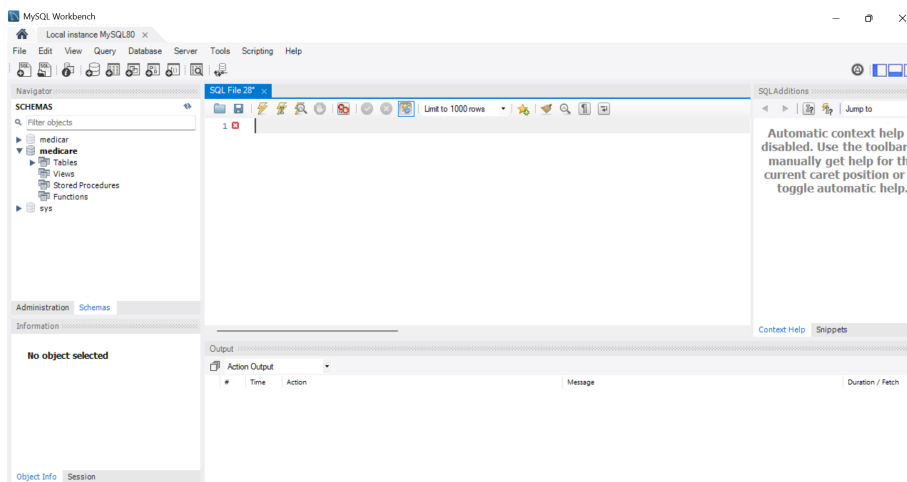 MySQL Workbench
Local instance MySQL80
File Edit View Query Database Server Tools Scripting Help
Navigator
SCHEMAS
Filter objects
medicar
medicare
Tables
Views
Stored Procedures
Functions
sys
Administration Schemas
Information
No object selected
Object Info Session
SQL File 28*
Limit to 1000 rows
1
Output
Action Output
# Time Action Message Duration / Fetch
SQLAdditions
Jump to
Automatic context help
disabled. Use the toolbar
manually get help for th
current caret position or
toggle automatic help.
Context Help Snippets